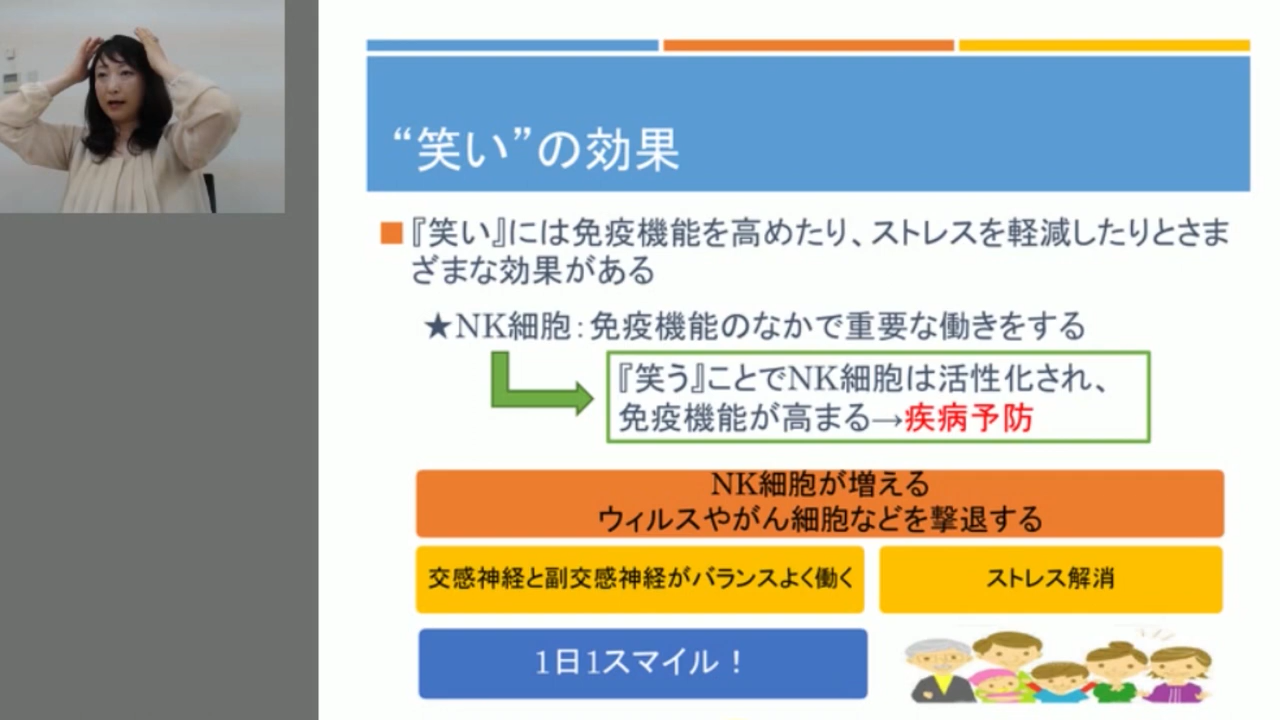 “笑い”の効果
■『笑い』には免疫機能を高めたり、ストレスを軽減したりとさま
ざまな効果がある
★NK細胞：免疫機能のなかで重要な働きをする
『笑う』ことでNK細胞は活性化され、
免疫機能が高まる→疾病予防
NK細胞が増える
ウィルスやがん細胞などを撃退する
交感神経と副交感神経がバランスよく働く
ストレス解消
1日1スマイル！